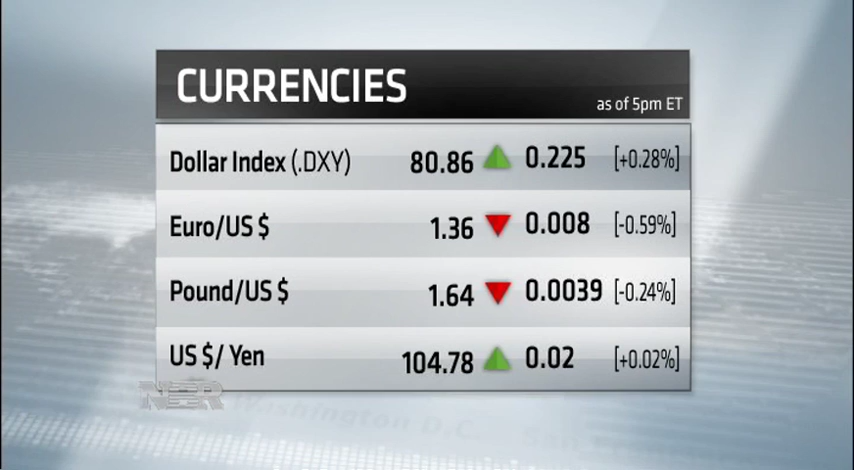 CURRENCIES
as of 5pm ET
Dollar Index (.DXY) 80.86 0.225 [+0.28%]
Euro/US $ 1.36 0.008 [-0.59%]
Pound/US $ 1.64 0.0039 [-0.24%]
US $/ Yen 104.78 0.02 [+0.02%]
NBR
Washington D.C.